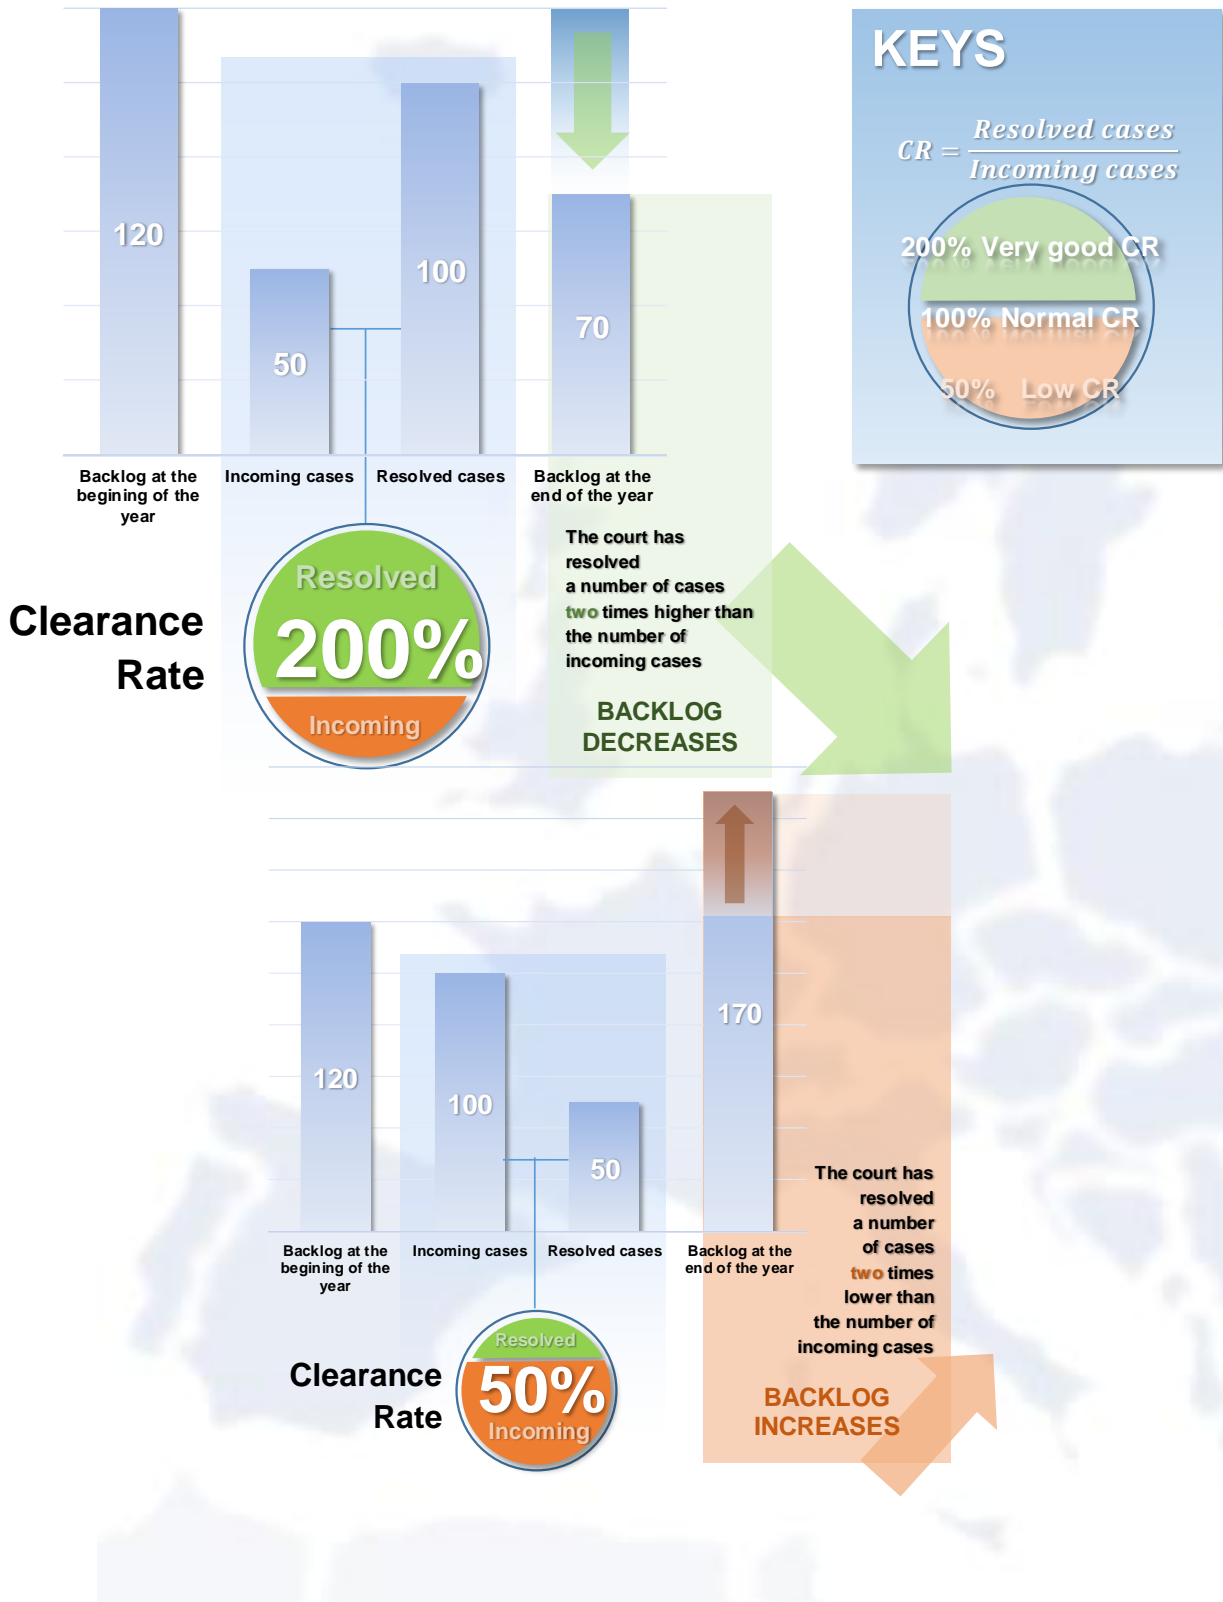 KEYS
CR = Resolved cases
Incoming cases
200% Very good CR
100% Normal CR
50% Low CR
120
50
100
70
Backlog at the
begining of the
year
Incoming cases
Resolved cases
Backlog at the
end of the year
Clearance
Rate
Resolved
200%
Incoming
The court has
resolved
a number of cases
two times higher than
the number of
incoming cases
BACKLOG
DECREASES
120
100
50
170
Backlog at the
begining of the
year
Incoming cases
Resolved cases
Backlog at the
end of the year
Clearance
Rate
Resolved
50%
Incoming
The court has
resolved
a number
of cases
two times
lower than
the number of
incoming cases
BACKLOG
INCREASES